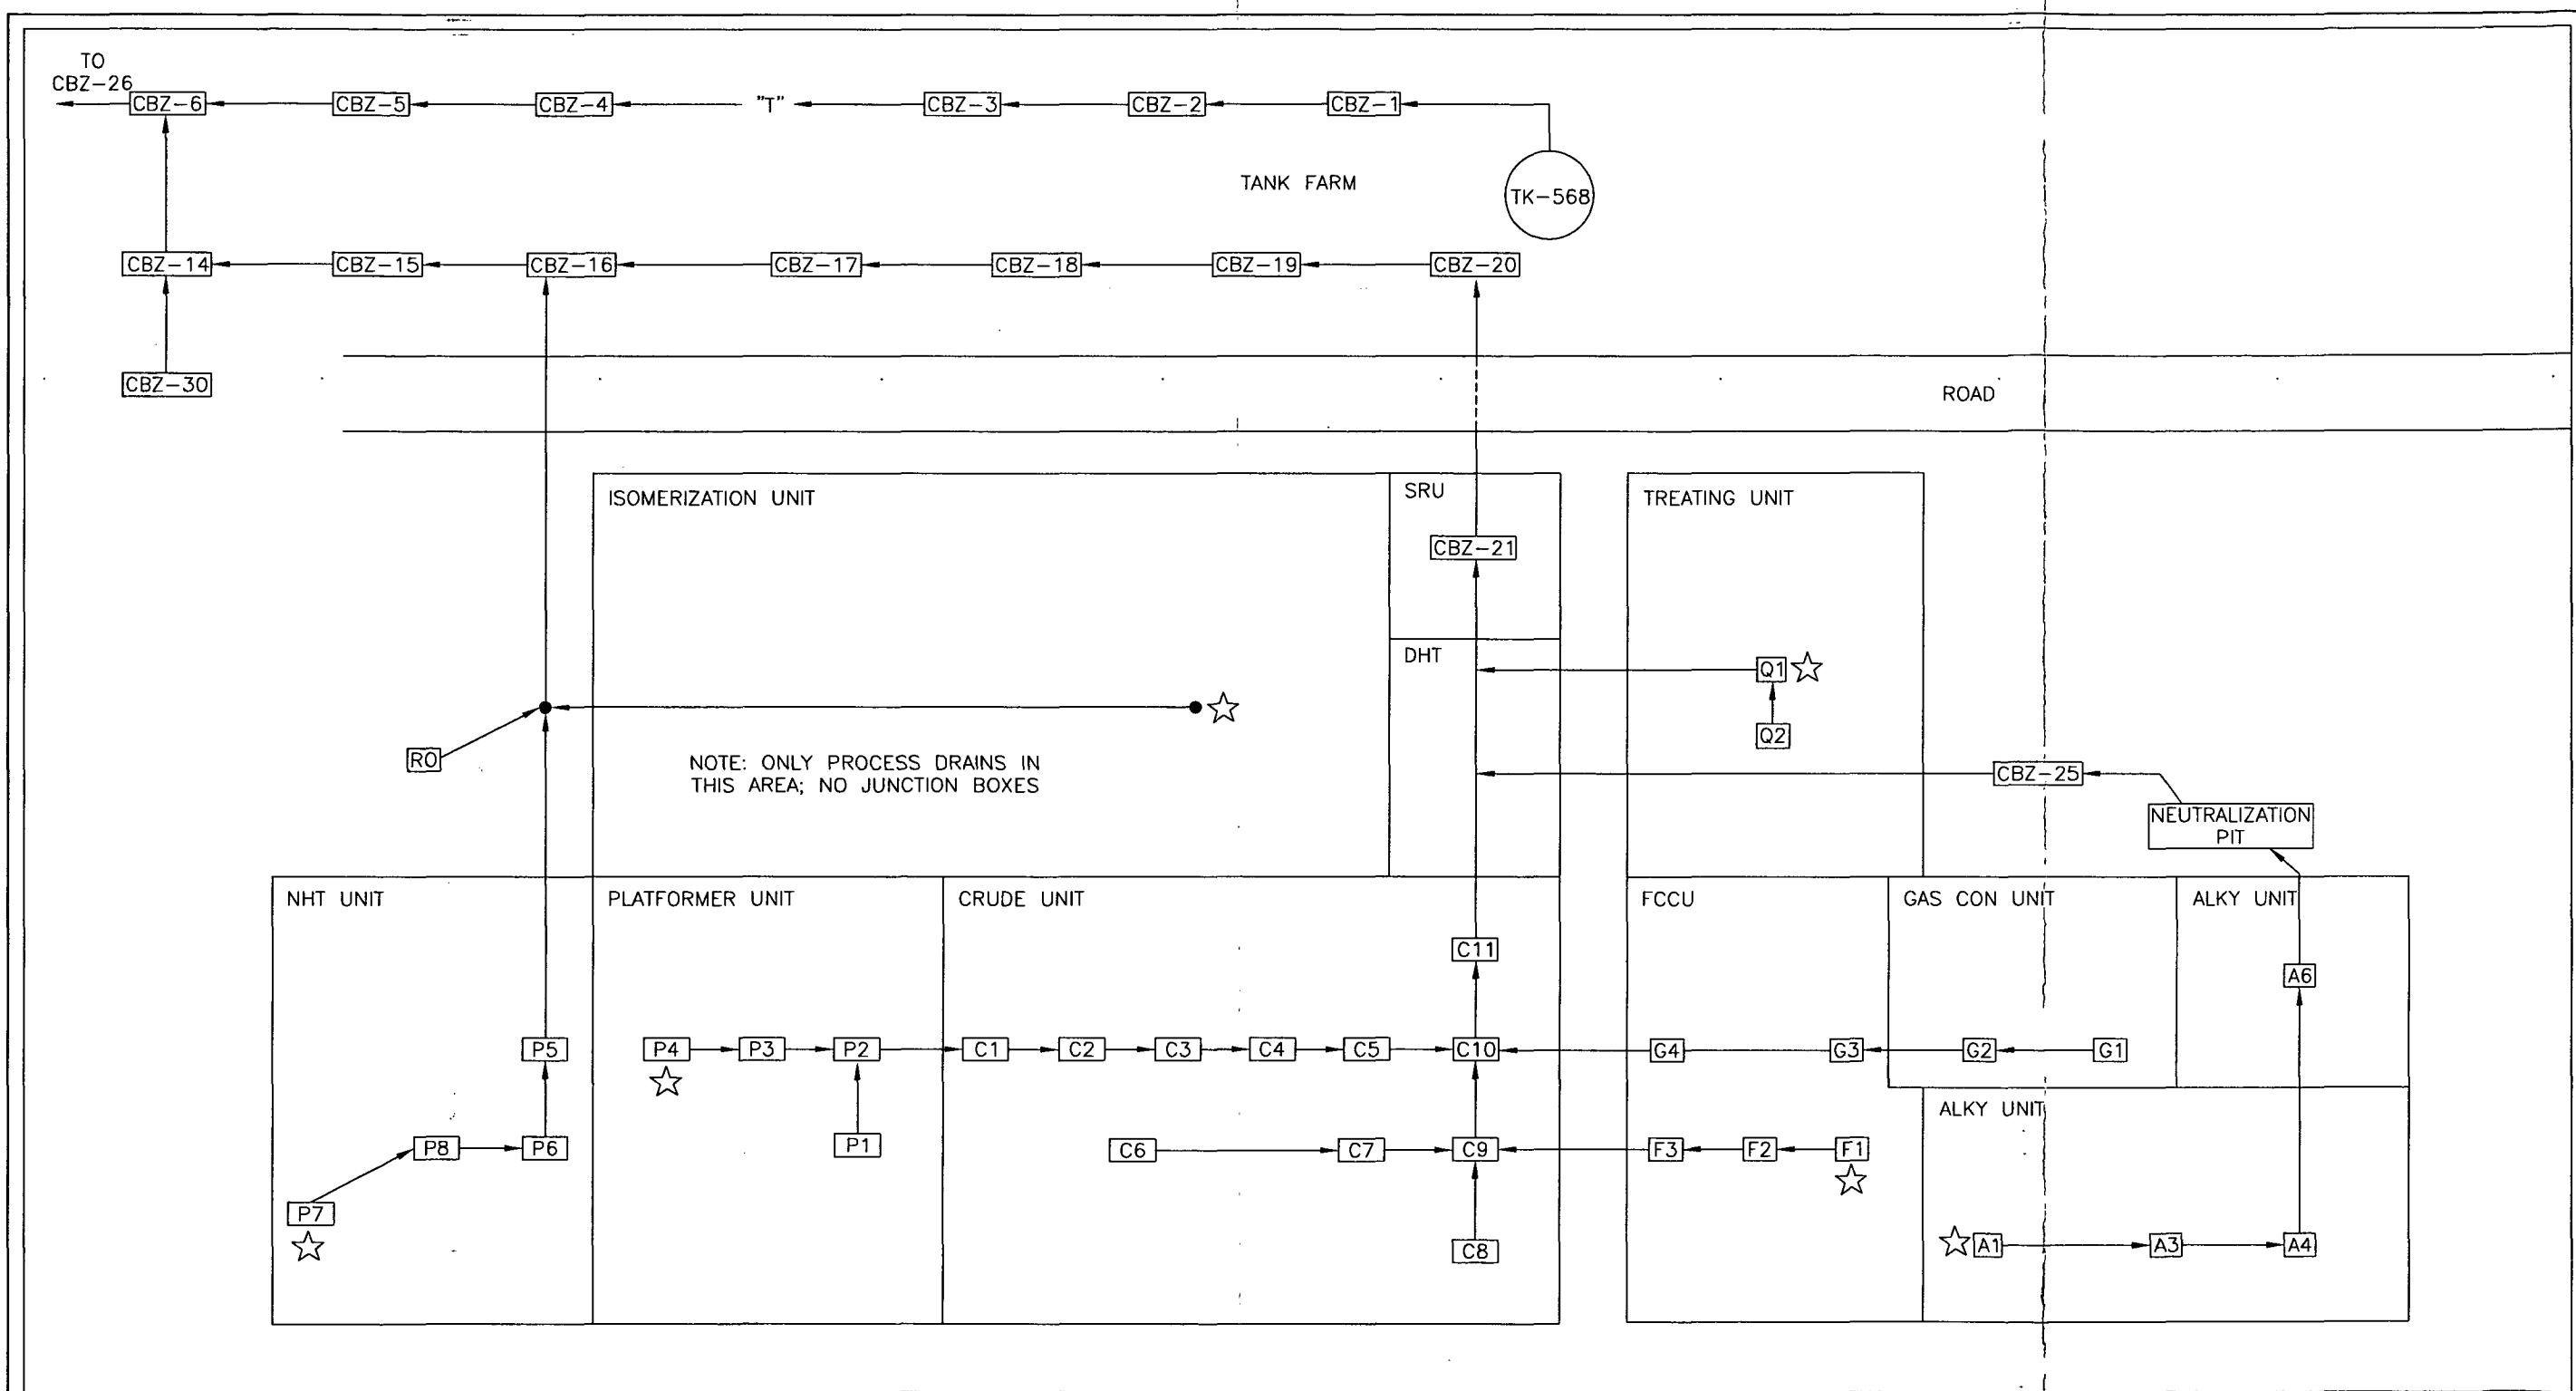 TO
CBZ-26
CBZ-6
CBZ-5
CBZ-4
"T"
CBZ-3
CBZ-2
CBZ-1
TANK FARM
TK-568
CBZ-14
CBZ-15
CBZ-16
CBZ-17
CBZ-18
CBZ-19
CBZ-20
CBZ-30
ROAD
ISOMERIZATION UNIT
SRU
TREATING UNIT
CBZ-21
DHT
Q1
Q2
RO
NOTE: ONLY PROCESS DRAINS IN
THIS AREA; NO JUNCTION BOXES
CBZ-25
NEUTRALIZATION
PIT
NHT UNIT
PLATFORMER UNIT
CRUDE UNIT
FCCU
GAS CON UNIT
ALKY UNIT
C11
A6
P5
P4
P3
P2
C1
C2
C3
C4
C5
C10
G4
G3
G2
G1
ALKY UNIT
P8
P6
P1
C6
C7
C9
F3
F2
F1
P7
C8
A1
A3
A4